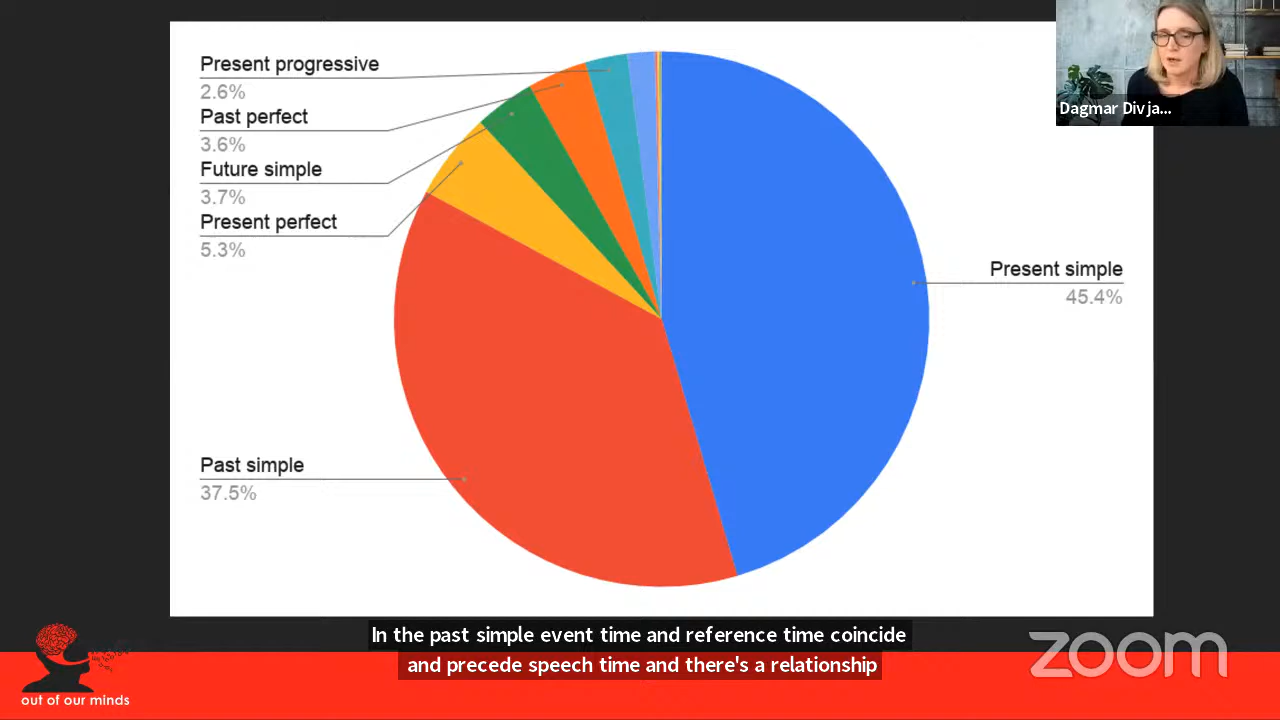 Present progressive
2.6%
Past perfect
3.6%
Future simple
3.7%
Present perfect
5.3%
Past simple
37.5%
Present simple
45.4%
Dagmar Divja...
In the past simple event time and reference time coincide
and precede speech time and there's a relationship
out of our minds
zoom